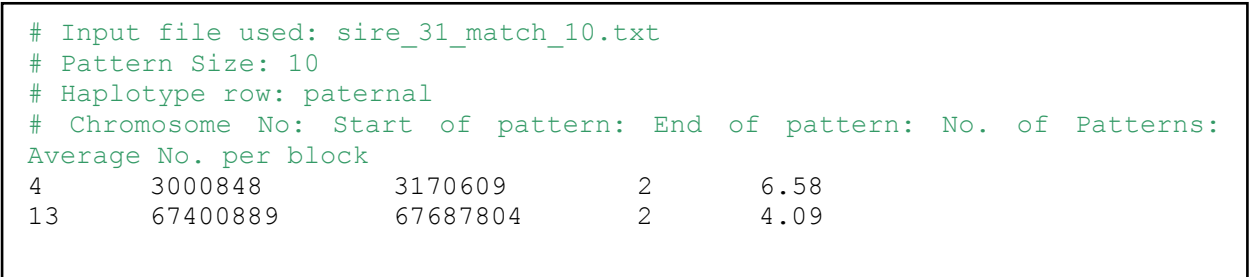 # Input file used: sire_31_match_10.txt
# Pattern Size: 10
# Haplotype row: paternal
# Chromosome No: Start of pattern: End of pattern: No. of Patterns:
Average No. per block
4 3000848 3170609 2 6.58
13 67400889 67687804 2 4.09